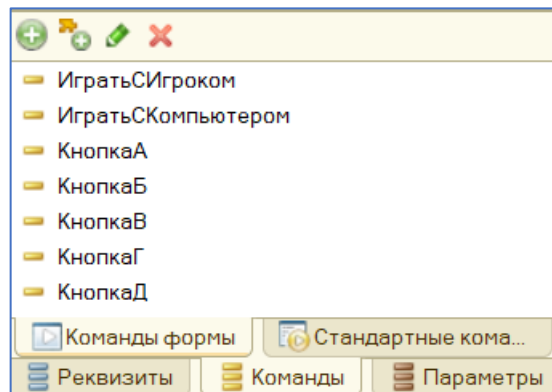 ИгратьСИгроком
ИгратьСКомпьютером
КнопкаА
КнопкаБ
КнопкаВ
КнопкаГ
КнопкаД
Команды формы Стандартные кома...
Реквизиты Команды Параметры